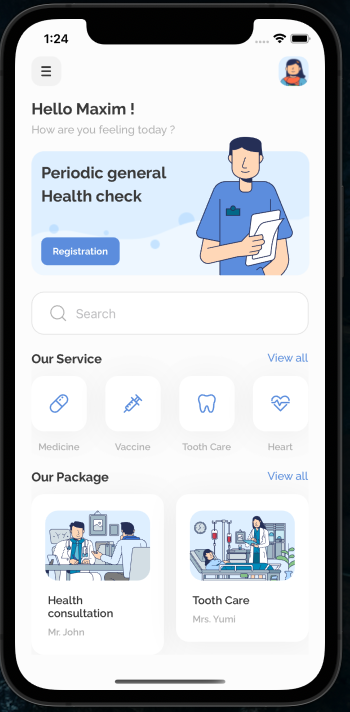 1:24
Hello Maxim !
How are you feeling today ?
Periodic general
Health check
Registration
Search
Our Service
View all
Medicine
Vaccine
Tooth Care
Heart
Our Package
View all
Health
consultation
Mr. John
Tooth Care
Mrs. Yumi